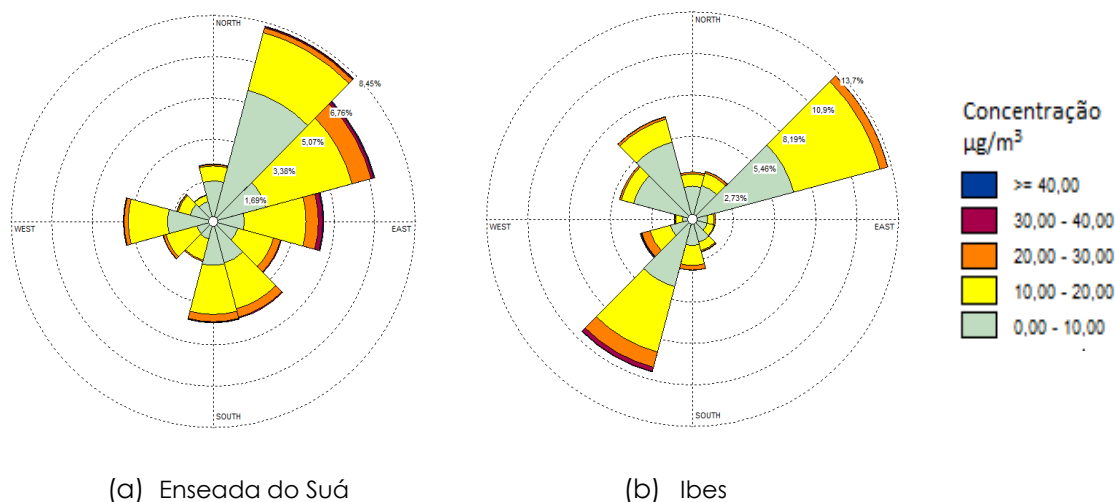 NORTH
8,45%
6,76%
5,07%
3,38%
1,69%
WEST
EAST
SOUTH
(a) Enseada do Suá
NORTH
13,7%
10,9%
8,19%
5,46%
2,73%
WEST
EAST
SOUTH
(b) Ibes
Concentração
µg/m³
>= 40,00
30,00 - 40,00
20,00 - 30,00
10,00 - 20,00
0,00 - 10,00